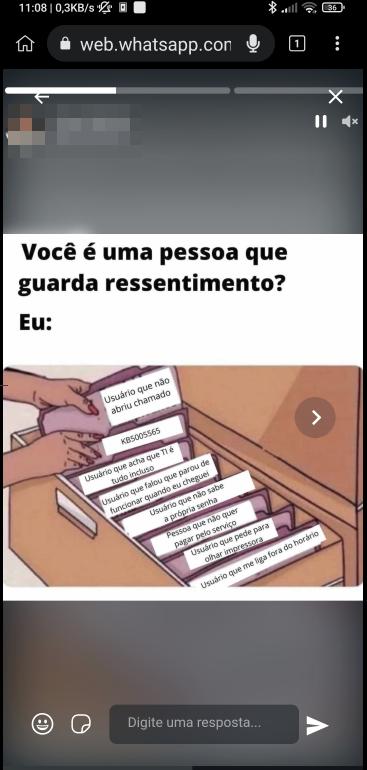 11:08 | 0,3KB/s
36
web.whatsapp.con
1
Você é uma pessoa que
guarda ressentimento?
Eu:
Usuário que não
abriu chamado
KB5005565
Usuário que acha que TI é
tudo incluso
Usuário que falou que parou de
funcionar quando eu cheguei
Usuário que não sabe
a própria senha
Pessoa que não quer
pagar pelo serviço
Usuário que pede para
olhar impressora
Usuário que me liga fora do horário
Digite uma resposta...